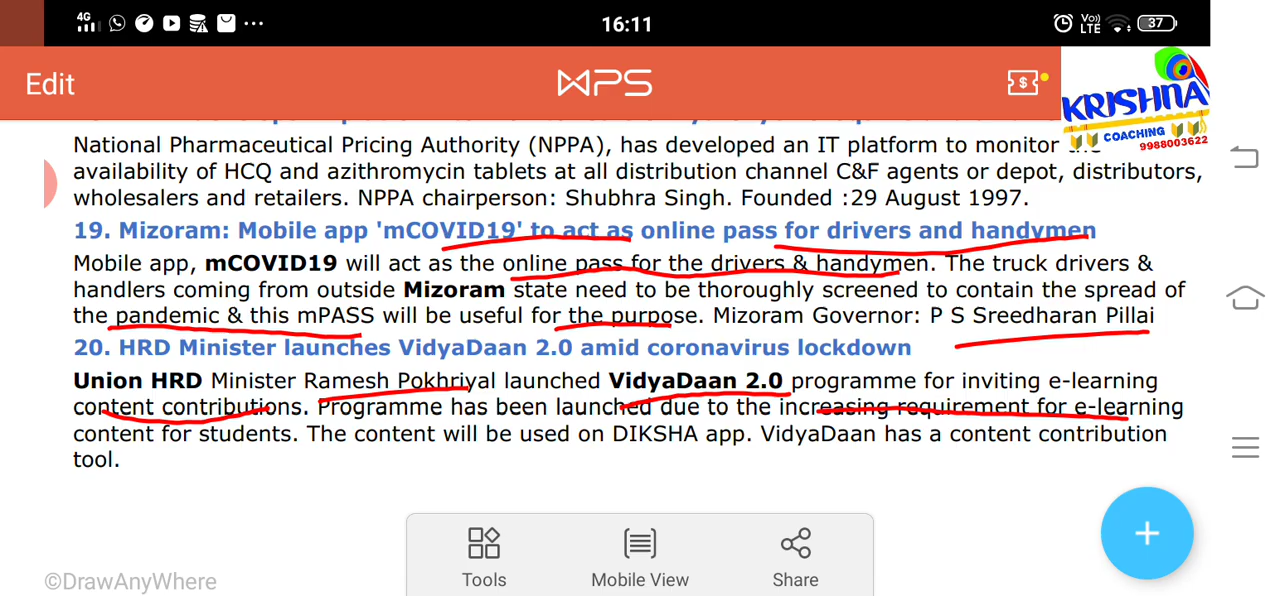 4G 16:11 Vo)) LTE 37
Edit WPS
KRISHNA
COACHING
9988003622
National Pharmaceutical Pricing Authority (NPPA), has developed an IT platform to monitor the
availability of HCQ and azithromycin tablets at all distribution channel C&F agents or depot, distributors,
wholesalers and retailers. NPPA chairperson: Shubhra Singh. Founded :29 August 1997.
19. Mizoram: Mobile app 'mCOVID19' to act as online pass for drivers and handymen
Mobile app, mCOVID19 will act as the online pass for the drivers & handymen. The truck drivers &
handlers coming from outside Mizoram state need to be thoroughly screened to contain the spread of
the pandemic & this mPASS will be useful for the purpose. Mizoram Governor: P S Sreedharan Pillai
20. HRD Minister launches VidyaDaan 2.0 amid coronavirus lockdown
Union HRD Minister Ramesh Pokhriyal launched VidyaDaan 2.0 programme for inviting e-learning
content contributions. Programme has been launched due to the increasing requirement for e-learning
content for students. The content will be used on DIKSHA app. VidyaDaan has a content contribution
tool.
Tools Mobile View Share
©DrawAnyWhere